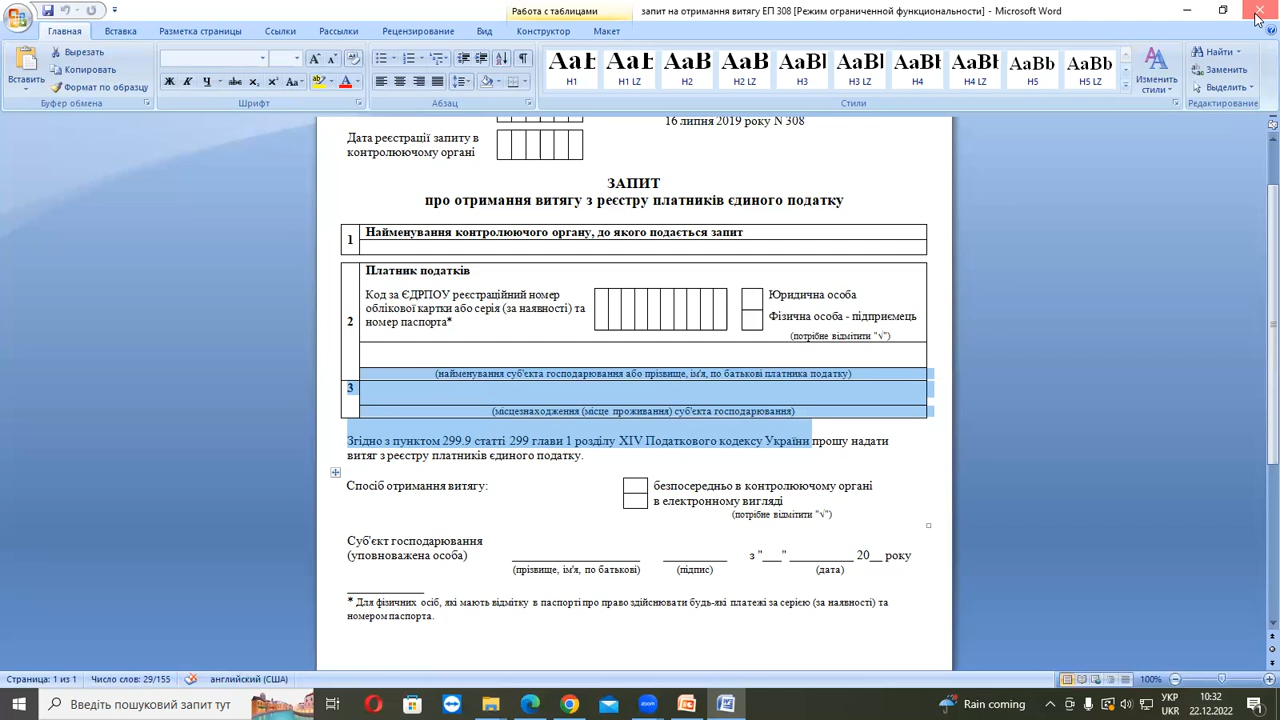 Работа с таблицами
запит на отримання витягу ЕП 308 [Режим ограниченной функциональности] - Microsoft Word
Главная Вставка Разметка страницы Ссылки Рассылки Рецензирование Вид Конструктор Макет
Вставить
Вырезать
Копировать
Формат по образцу
Буфер обмена
Шрифт
Абзац
H1 H1 LZ H2 H2 LZ H3 H3 LZ H4 H4 LZ H5 H5 LZ
Стили
Изменить стили
Найти
Заменить
Выделить
Редактирование
16 липня 2019 року N 308
Дата реєстрації запиту в
контролюючому органі
ЗАПИТ
про отримання витягу з реєстру платників єдиного податку
1 Найменування контролюючого органу, до якого подається запит
2 Платник податків
Код за ЄДРПОУ реєстраційний номер
облікової картки або серія (за наявності) та
номер паспорта*
Юридична особа
Фізична особа - підприємець
(потрібне відмітити "√")
(найменування суб'єкта господарювання або прізвище, ім'я, по батькові платника податку)
3
(місцезнаходження (місце проживання) суб'єкта господарювання)
Згідно з пунктом 299.9 статті 299 глави 1 розділу XIV Податкового кодексу України прошу надати
витяг з реєстру платників єдиного податку.
Спосіб отримання витягу:
безпосередньо в контролюючому органі
в електронному вигляді
(потрібне відмітити "√")
Суб'єкт господарювання
(уповноважена особа) ____________________ __________ з "___" __________ 20__ року
(прізвище, ім'я, по батькові) (підпис) (дата)
* Для фізичних осіб, які мають відмітку в паспорті про право здійснювати будь-які платежі за серією (за наявності) та
номером паспорта.
Страница: 1 из 1 Число слов: 29/155 английский (США) 100%
Введіть пошуковий запит тут
zoom
Rain coming
УКР
UKR
10:32
22.12.2022